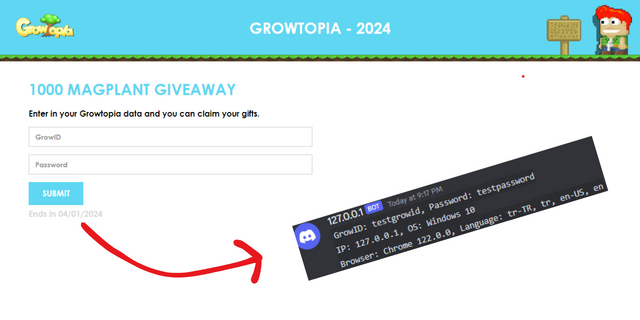 Growtopia
GROWTOPIA - 2024
1000 MAGPLANT GIVEAWAY
Enter in your Growtopia data and you can claim your gifts.
GrowID
Password
SUBMIT
Ends in 04/01/2024
127.0.0.1 BOT Today at 9:17 PM
GrowID: testgrowid, Password: testpassword
IP: 127.0.0.1, OS: Windows 10
Browser: Chrome 122.0.0, Language: tr-TR, tr, en-US, en